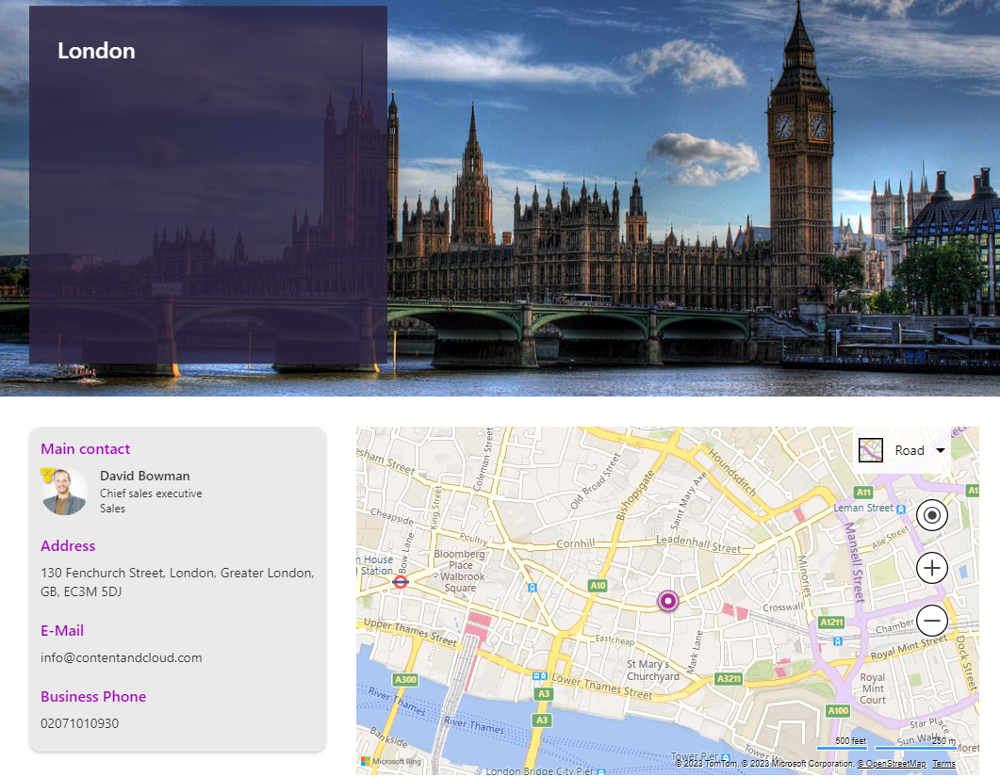 London
Main contact
David Bowman
Chief sales executive
Sales
Address
130 Fenchurch Street, London, Greater London,
GB, EC3M 5DJ
E-Mail
info@contentandcloud.com
Business Phone
02071010930
Road
Coleman Street
Old Broad Street
Bishopsgate
Houndsditch
Saint Mary Axe
A11
Leman Street
King Street
Cheapside
Poultry
Cornhill
Leadenhall Street
Alie Street
Mansell Street
Minories
Bow Lane
n House
l Station
Bloomberg
Place
Walbrook
Square
A10
Crosswall
A1211
Chamber
Upper Thames Street
Eastcheap
Mark Lane
Royal Mint Street
Dock Street
St Mary's
Churchyard
A300
A3211
Lower Thames Street
A3
A3
Royal
Mint
Court
A100
River Thames
River Thames
Bankside
Star Place
Sun Walk
500 feet
250 m
Tower Pier
London Bridge City Pier
Microsoft Bing
© 2023 TomTom, © 2023 Microsoft Corporation, © OpenStreetMap Terms